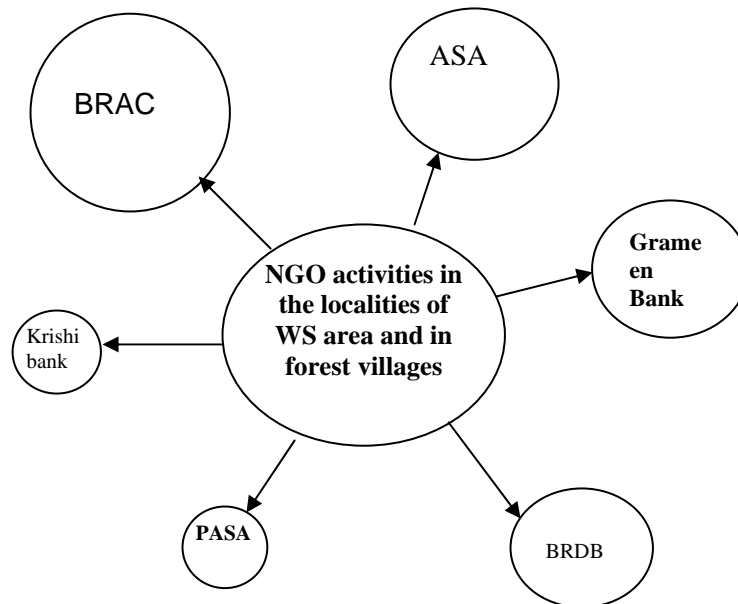 ASA
BRAC
Grame
en
Bank
NGO activities in
the localities of
WS area and in
forest villages
Krishi
bank
PASA
BRDB